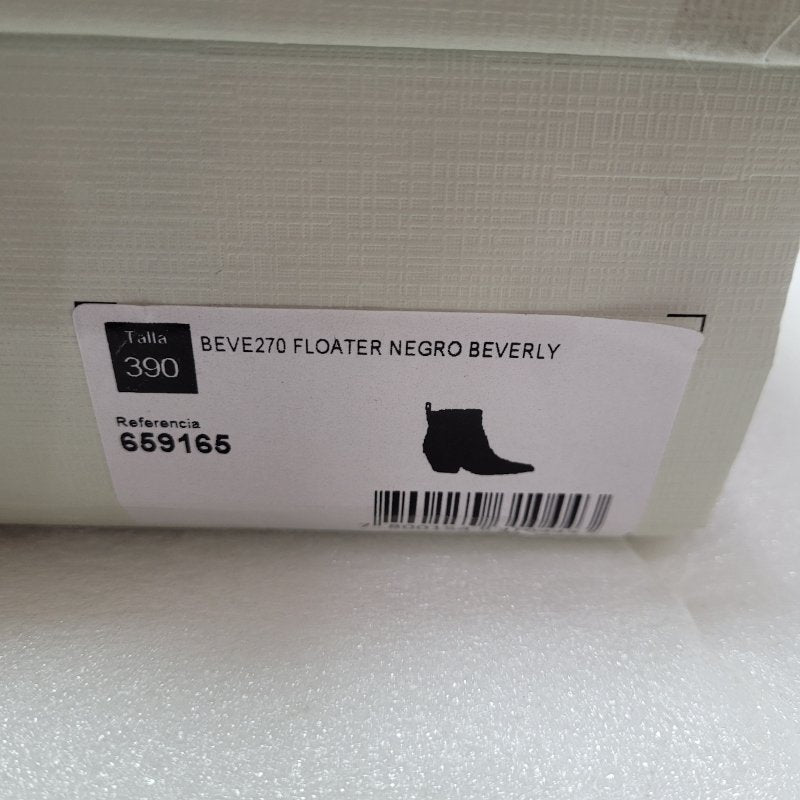 Talla
390
BEVE270 FLOATER NEGRO BEVERLY
Referencia
659165